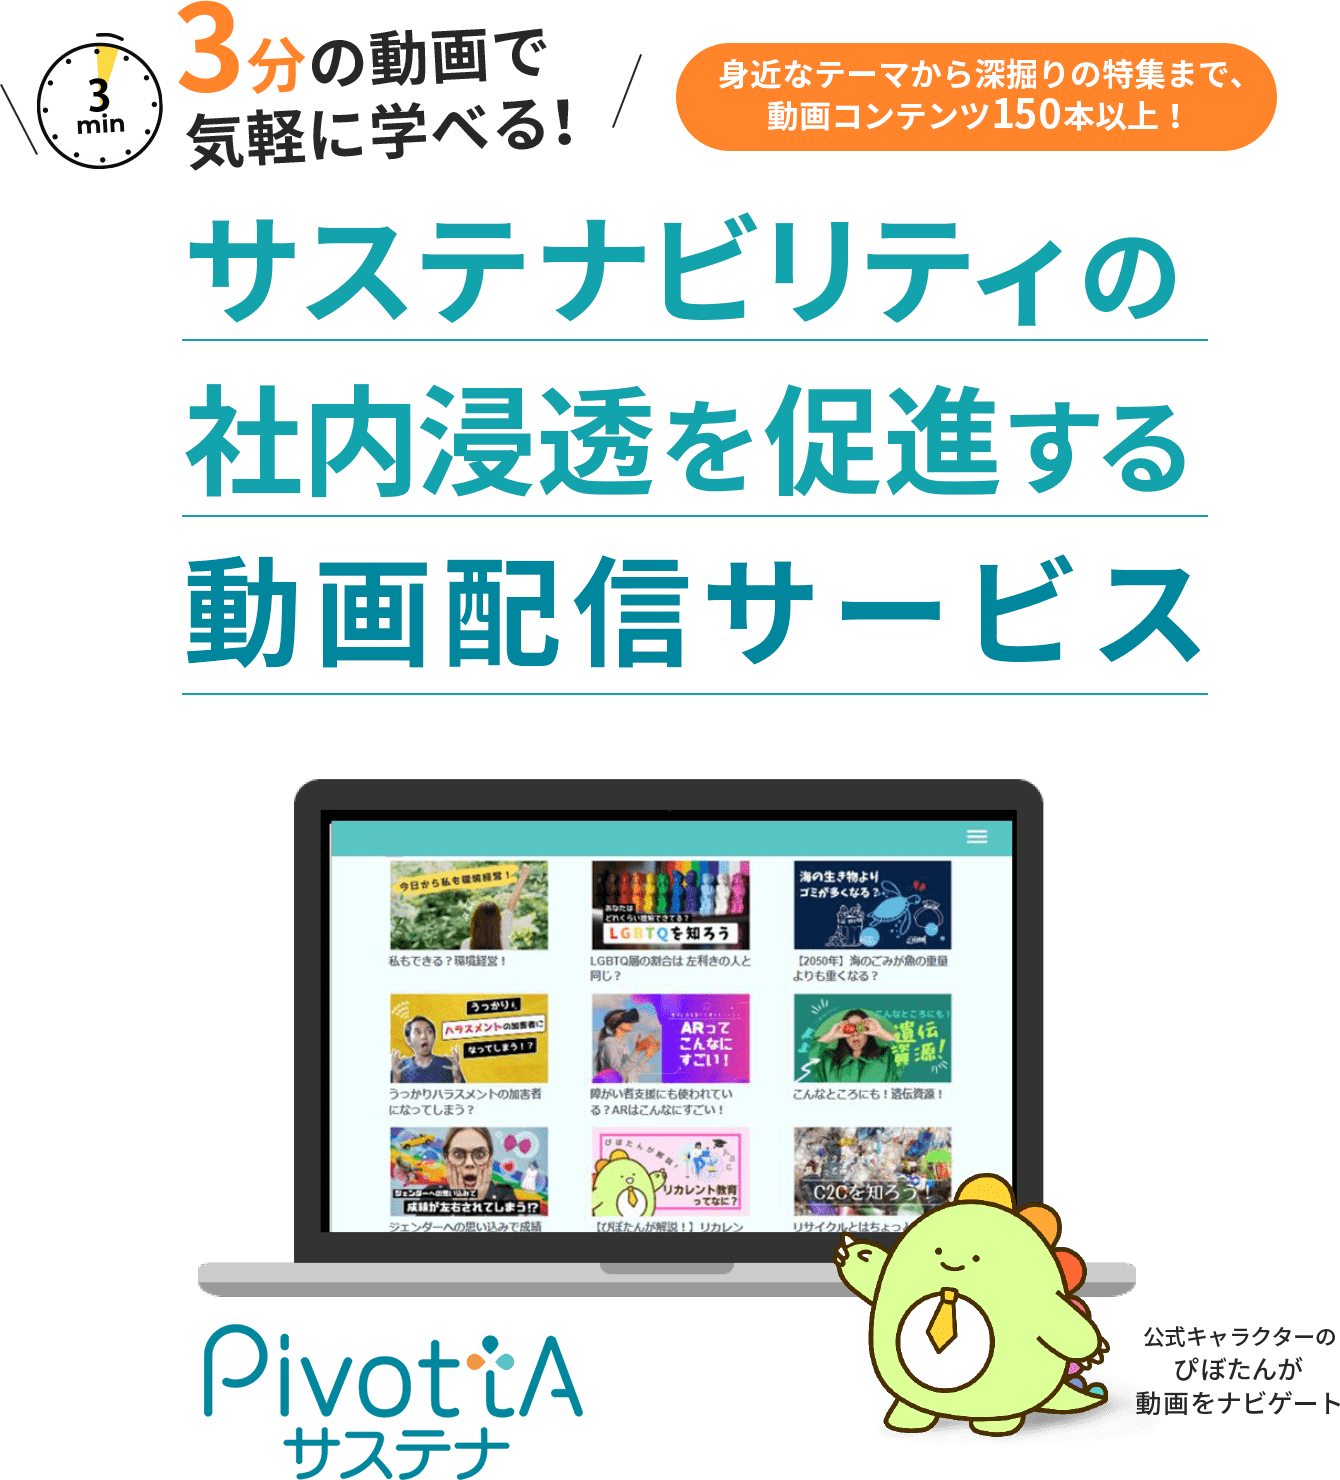 3
min
3分の動画で
気軽に学べる!
身近なテーマから深掘りの特集まで、
動画コンテンツ150本以上！
サステナビリティの
社内浸透を促進する
動画配信サービス
今日から私も環境経営！
私もできる？環境経営！
あなたは
どれくらい理解できてる？
LGBTQを知ろう
LGBTQ層の割合は 左利きの人と
同じ？
海の生き物より
ゴミが多くなる？
【2050年】海のごみが魚の重量
よりも重くなる？
うっかり
ハラスメントの加害者に
なってしまう！？
うっかりハラスメントの加害者
になってしまう？
ARって
こんなに
すごい！
障がい者支援にも使われてい
る？ARはこんなにすごい！
こんなところにも！
遺伝
資源!
こんなところにも！遺伝資源！
ジェンダーへの思い込みで
成績が左右されてしまう!?
ジェンダーへの思い込みで成績
ぴぼたんが解説！
リカレント教育
ってなに？
【ぴぼたんが解説！】リカレン
C2Cを知ろう！
リサイクルとはちょっと
PivottA
サステナ
公式キャラクターの
ぴぼたんが
動画をナビゲート